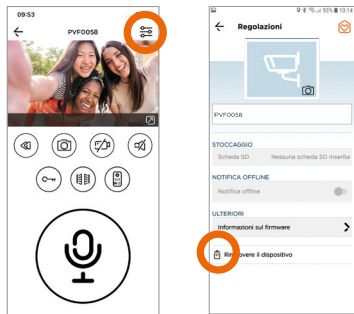 09:53
PVF0058
93% 10:14
Regolazioni
PVF0058
STOCCAGGIO
Scheda SD Nessuna scheda SD inserita
NOTIFICA OFFLINE
Notifica offline
ULTERIORI
Informazioni sul firmware
Rimuovere il dispositivo